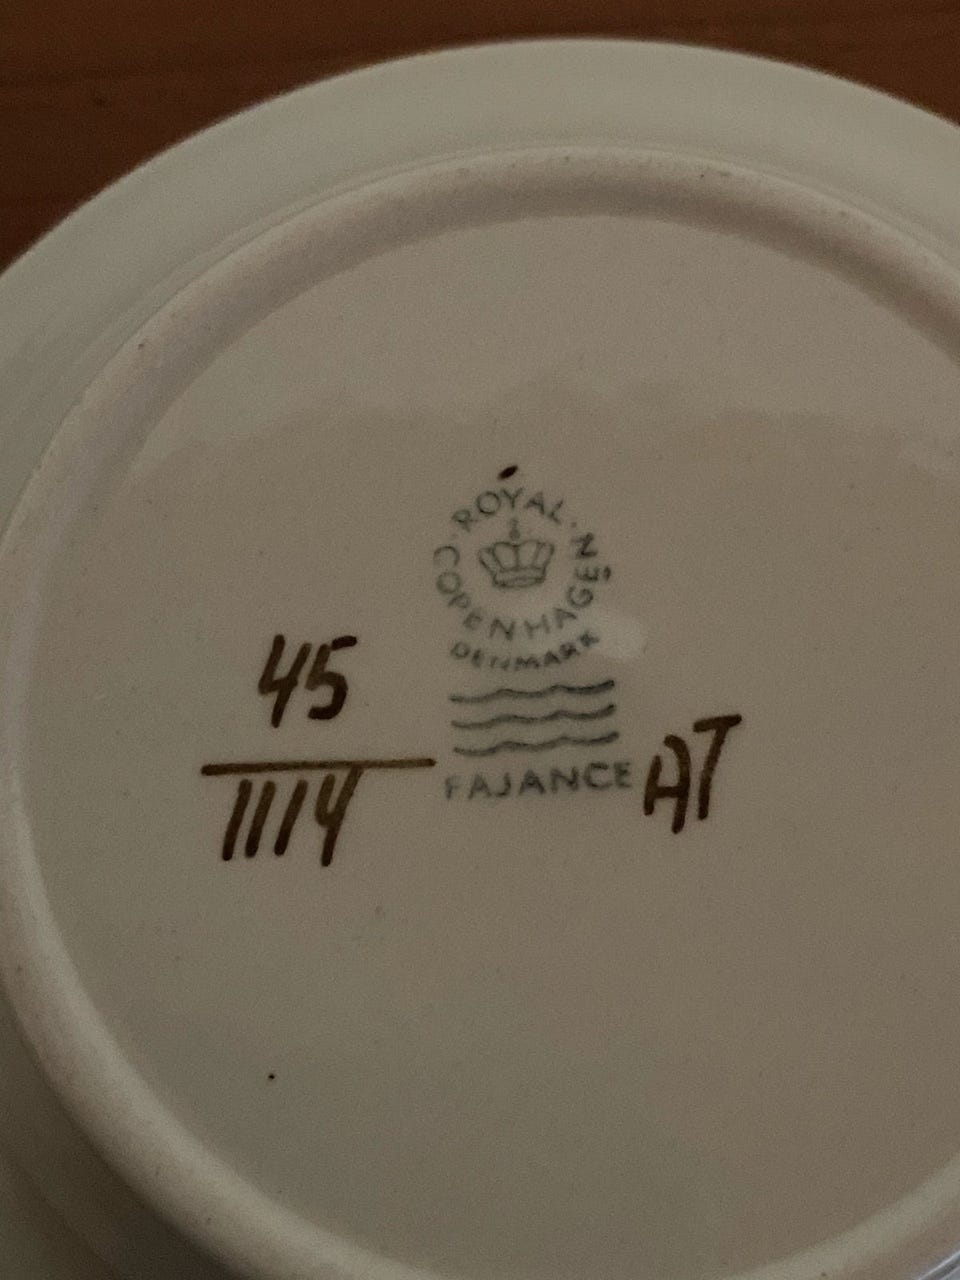 ROYAL · COPENHAGEN ·
DENMARK
FAJANCE
45
1114
AT